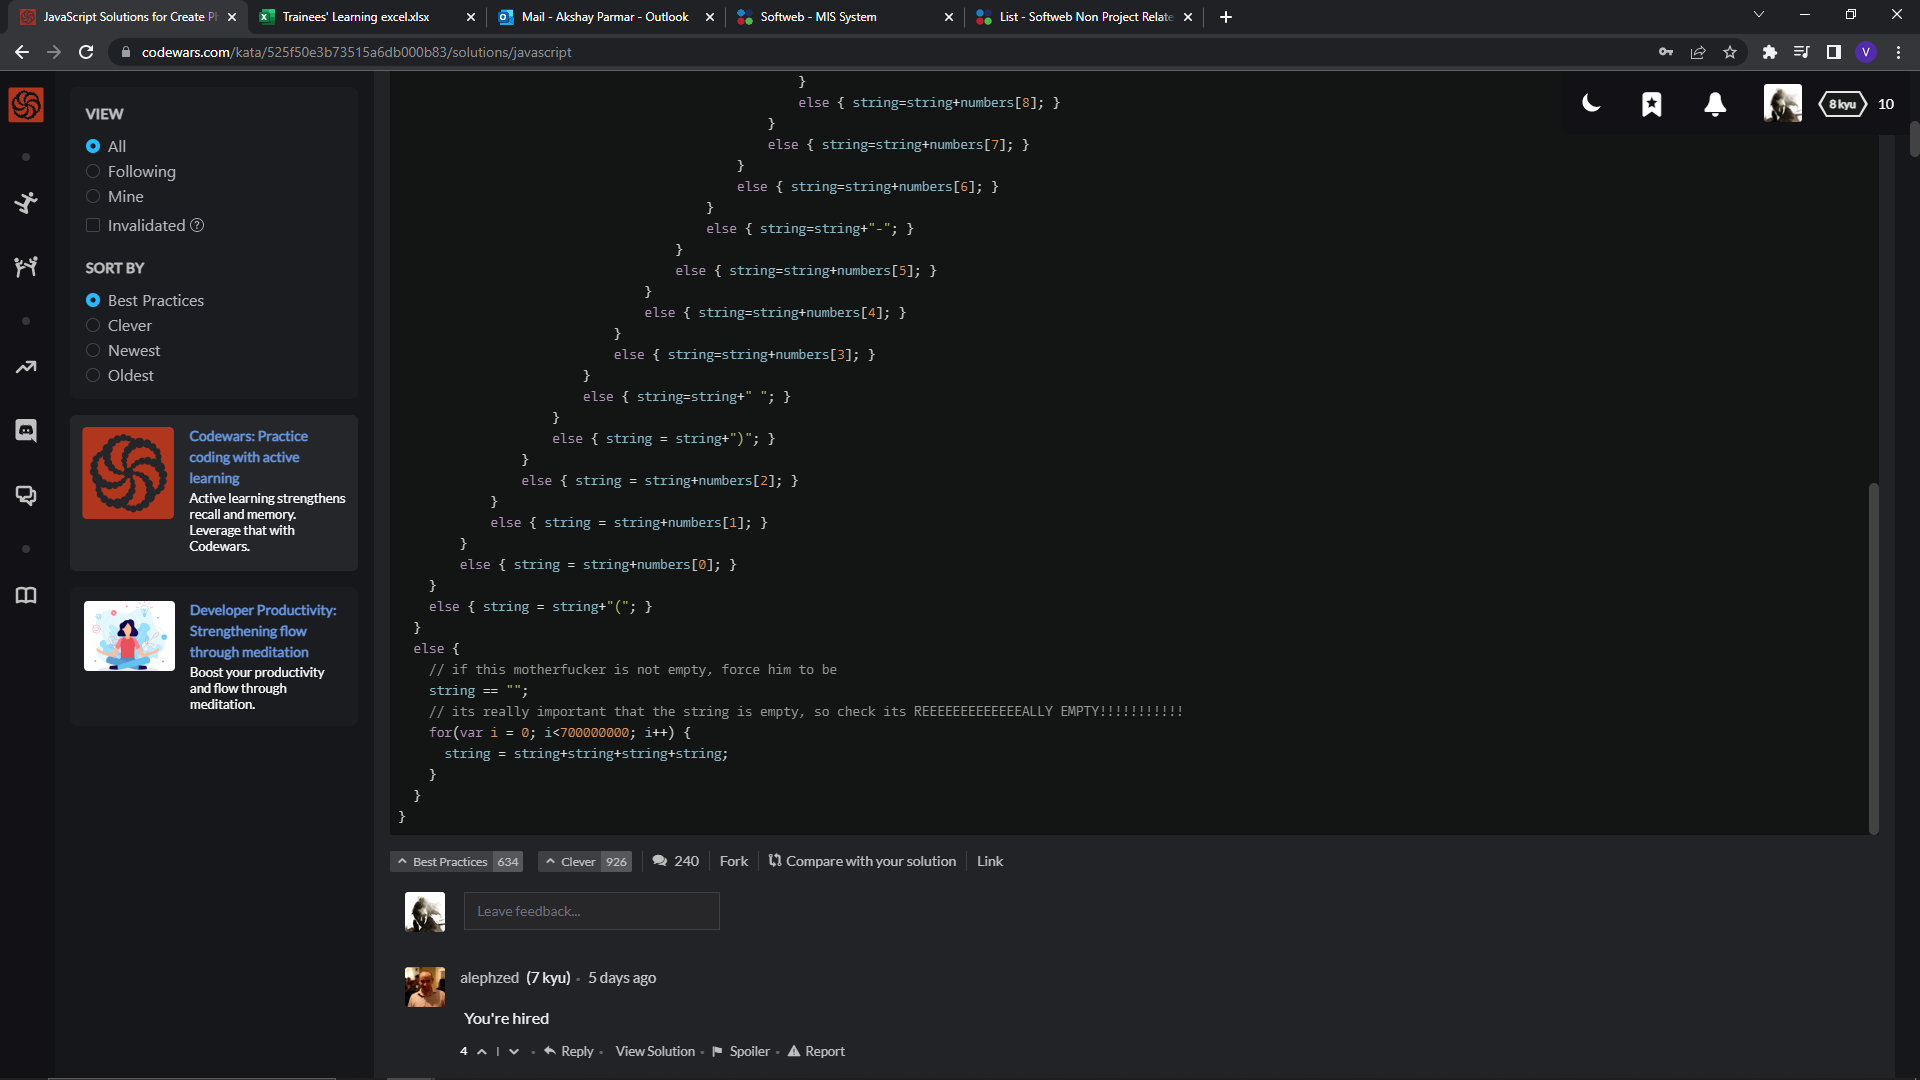 JavaScript Solutions for Create Ph
Trainees' Learning excel.xlsx
Mail - Akshay Parmar - Outlook
Softweb - MIS System
List - Softweb Non Project Relate
codewars.com/kata/525f50e3b73515a6db000b83/solutions/javascript
V
8 kyu
10
VIEW
All
Following
Mine
Invalidated ?
SORT BY
Best Practices
Clever
Newest
Oldest
Codewars: Practice
coding with active
learning
Active learning strengthens
recall and memory.
Leverage that with
Codewars.
Developer Productivity:
Strengthening flow
through meditation
Boost your productivity
and flow through
meditation.
}
else { string=string+numbers[8]; }
}
else { string=string+numbers[7]; }
}
else { string=string+numbers[6]; }
}
else { string=string+"-"; }
}
else { string=string+numbers[5]; }
}
else { string=string+numbers[4]; }
}
else { string=string+numbers[3]; }
}
else { string=string+" "; }
}
else { string = string+")"; }
}
else { string = string+numbers[2]; }
}
else { string = string+numbers[1]; }
}
else { string = string+numbers[0]; }
}
else { string = string+"("; }
}
else {
// if this motherfucker is not empty, force him to be
string == "";
// its really important that the string is empty, so check its REEEEEEEEEEEEEALLY EMPTY!!!!!!!!!!!
for(var i = 0; i<700000000; i++) {
string = string+string+string+string;
}
}
}
Best Practices 634
Clever 926
240
Fork
Compare with your solution
Link
Leave feedback...
alephzed (7 kyu) · 5 days ago
You're hired
4 | · Reply · View Solution · Spoiler · Report